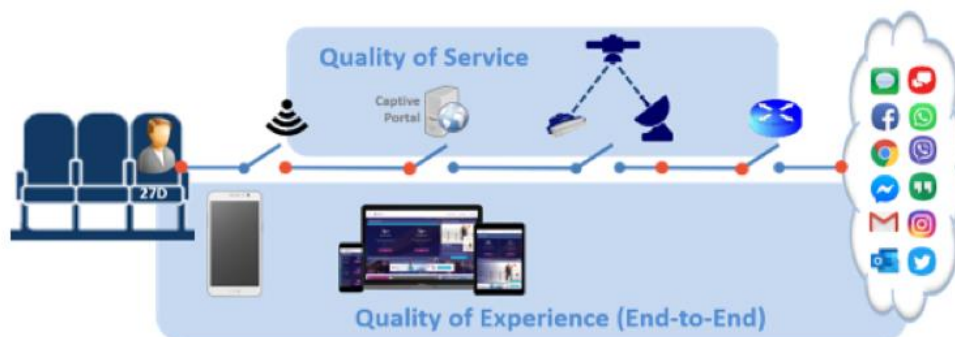 Quality of Service
Captive
Portal
27D
Quality of Experience (End-to-End)